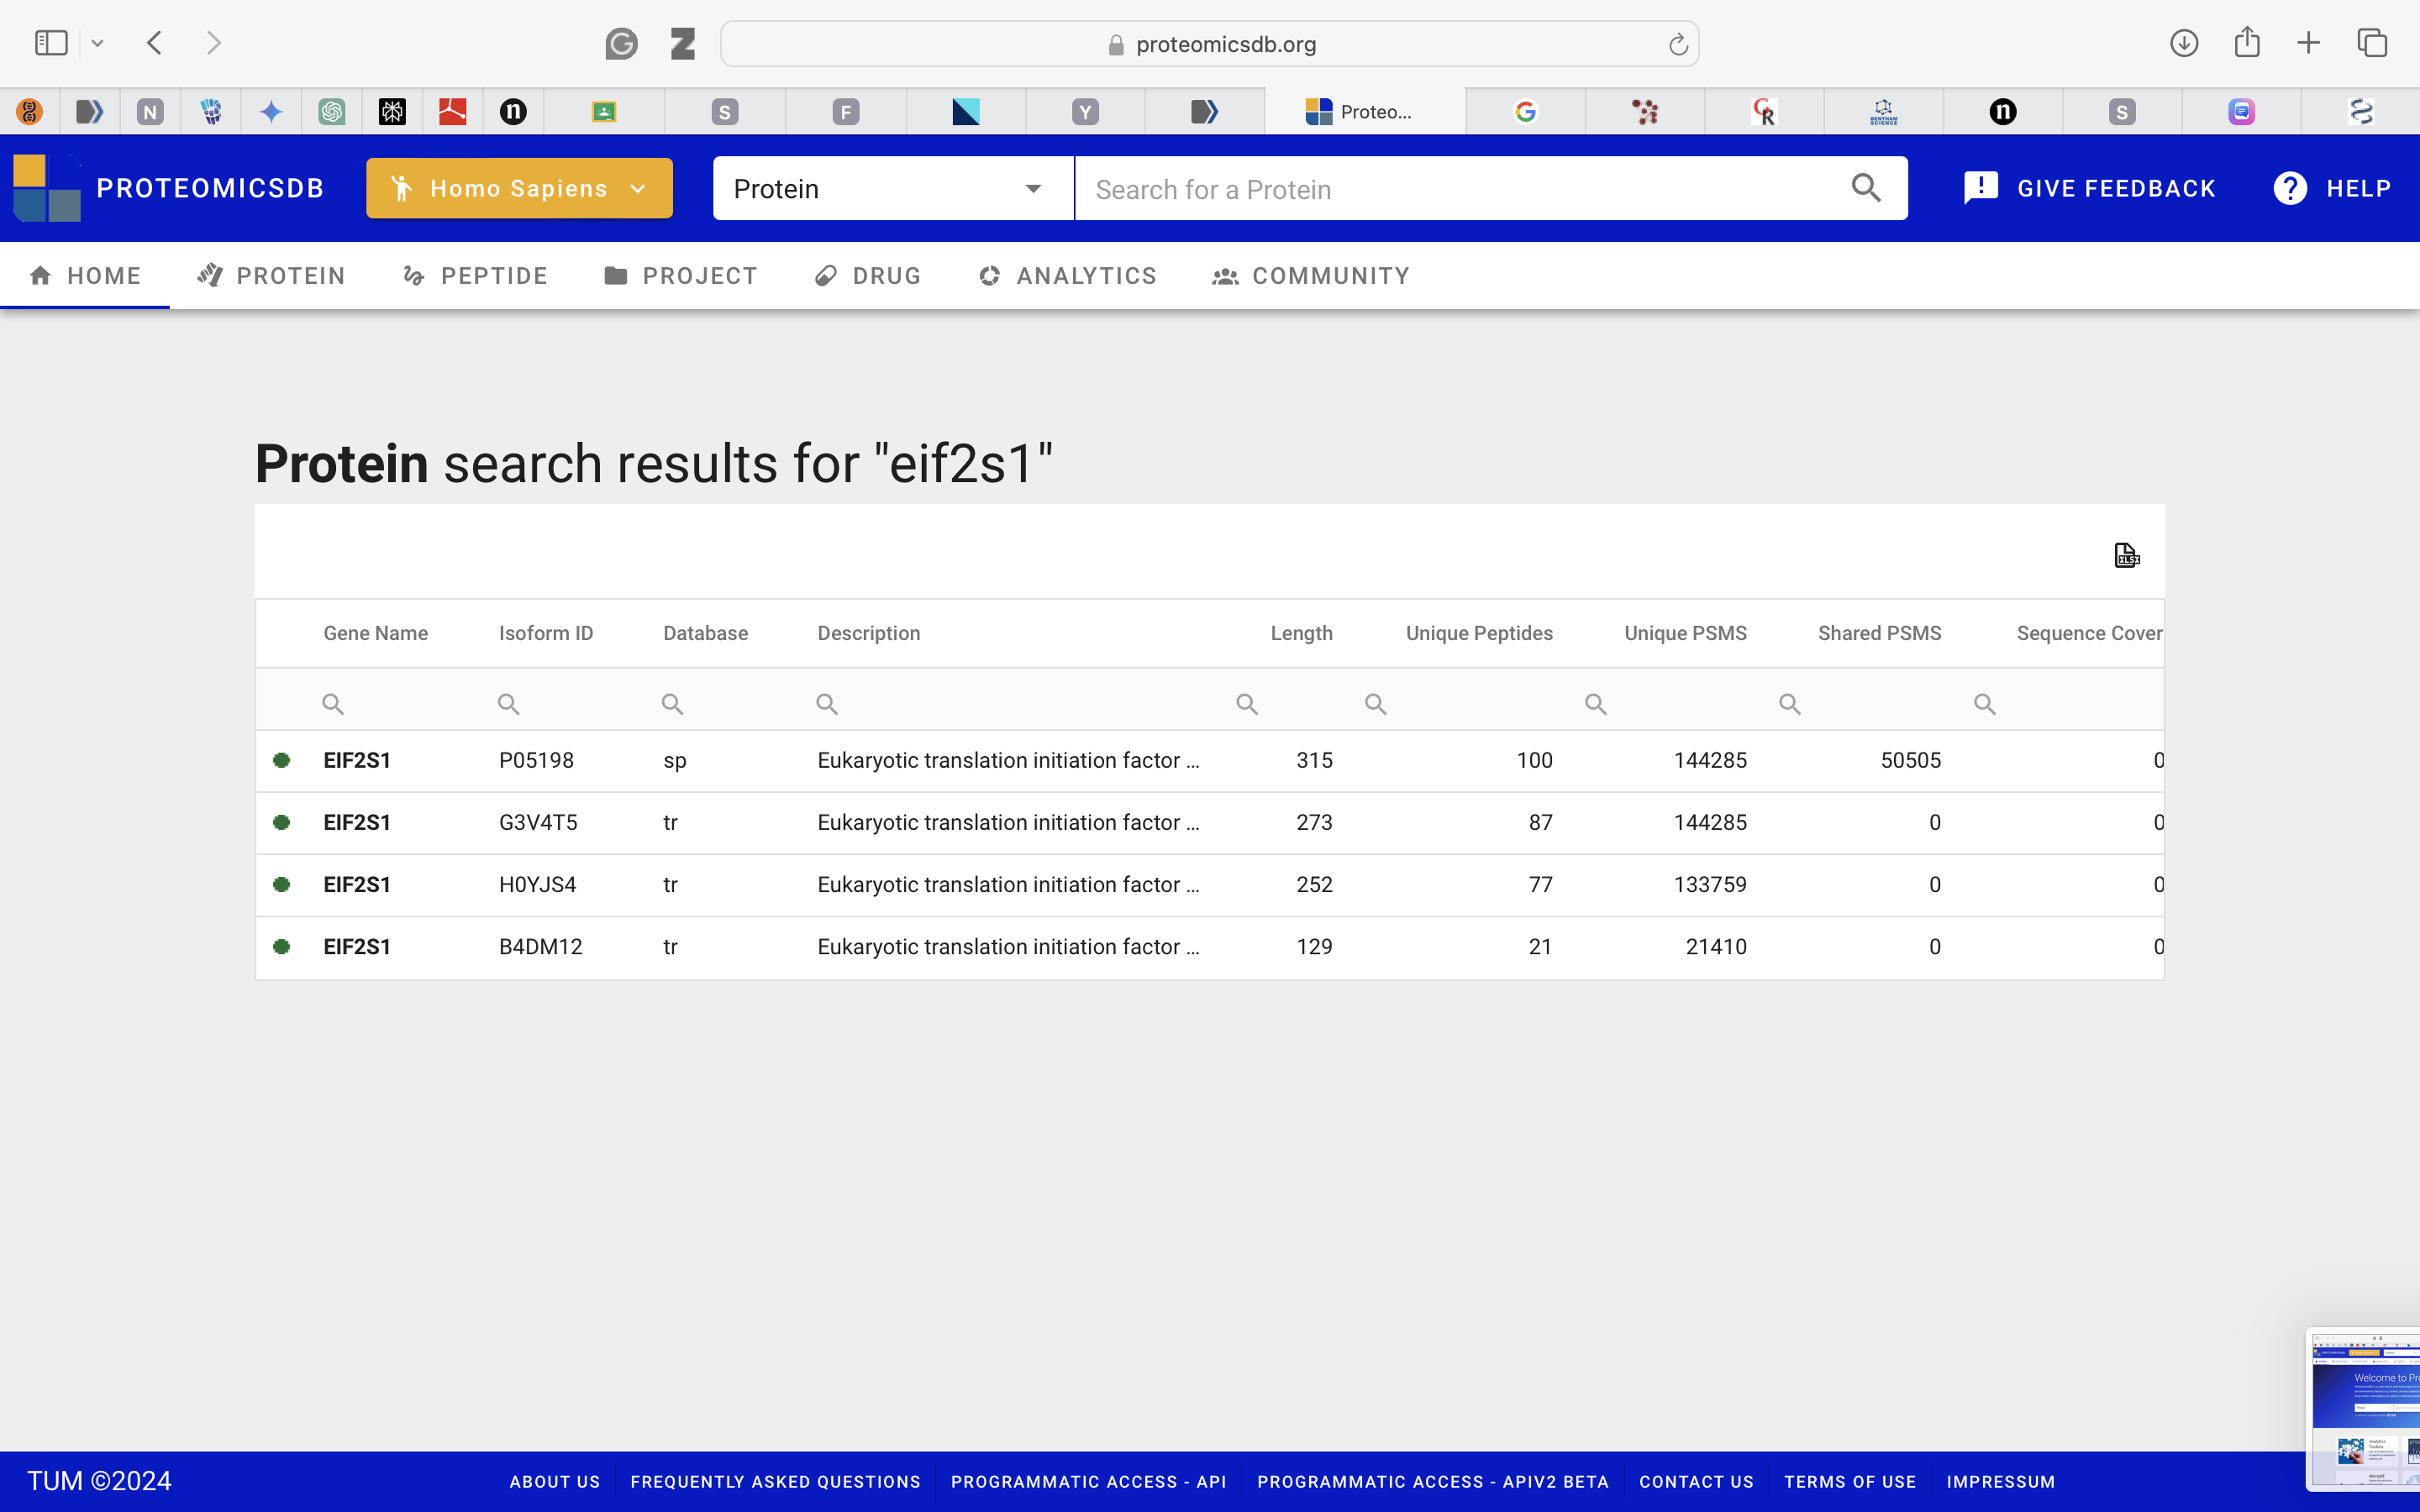 proteomicsdb.org
N
n
S
F
Y
Proteo...
n
S
PROTEOMICSDB
Homo Sapiens
Protein
Search for a Protein
GIVE FEEDBACK
HELP
HOME
PROTEIN
PEPTIDE
PROJECT
DRUG
ANALYTICS
COMMUNITY
Protein search results for "eif2s1"
XLSX
Gene Name Isoform ID Database Description Length Unique Peptides Unique PSMS Shared PSMS Sequence Cover
EIF2S1 P05198 sp Eukaryotic translation initiation factor ... 315 100 144285 50505 0
EIF2S1 G3V4T5 tr Eukaryotic translation initiation factor ... 273 87 144285 0 0
EIF2S1 H0YJS4 tr Eukaryotic translation initiation factor ... 252 77 133759 0 0
EIF2S1 B4DM12 tr Eukaryotic translation initiation factor ... 129 21 21410 0 0
Welcome to Pr
TUM ©2024
ABOUT US
FREQUENTLY ASKED QUESTIONS
PROGRAMMATIC ACCESS - API
PROGRAMMATIC ACCESS - APIV2 BETA
CONTACT US
TERMS OF USE
IMPRESSUM